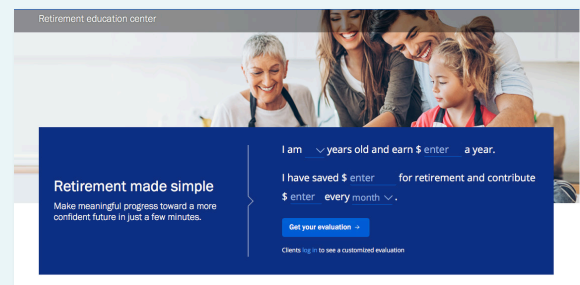 Retirement education center
Retirement made simple
Make meaningful progress toward a more
confident future in just a few minutes.
I am years old and earn $ enter a year.
I have saved $ enter for retirement and contribute
$ enter every month .
Get your evaluation →
Clients log in to see a customized evaluation